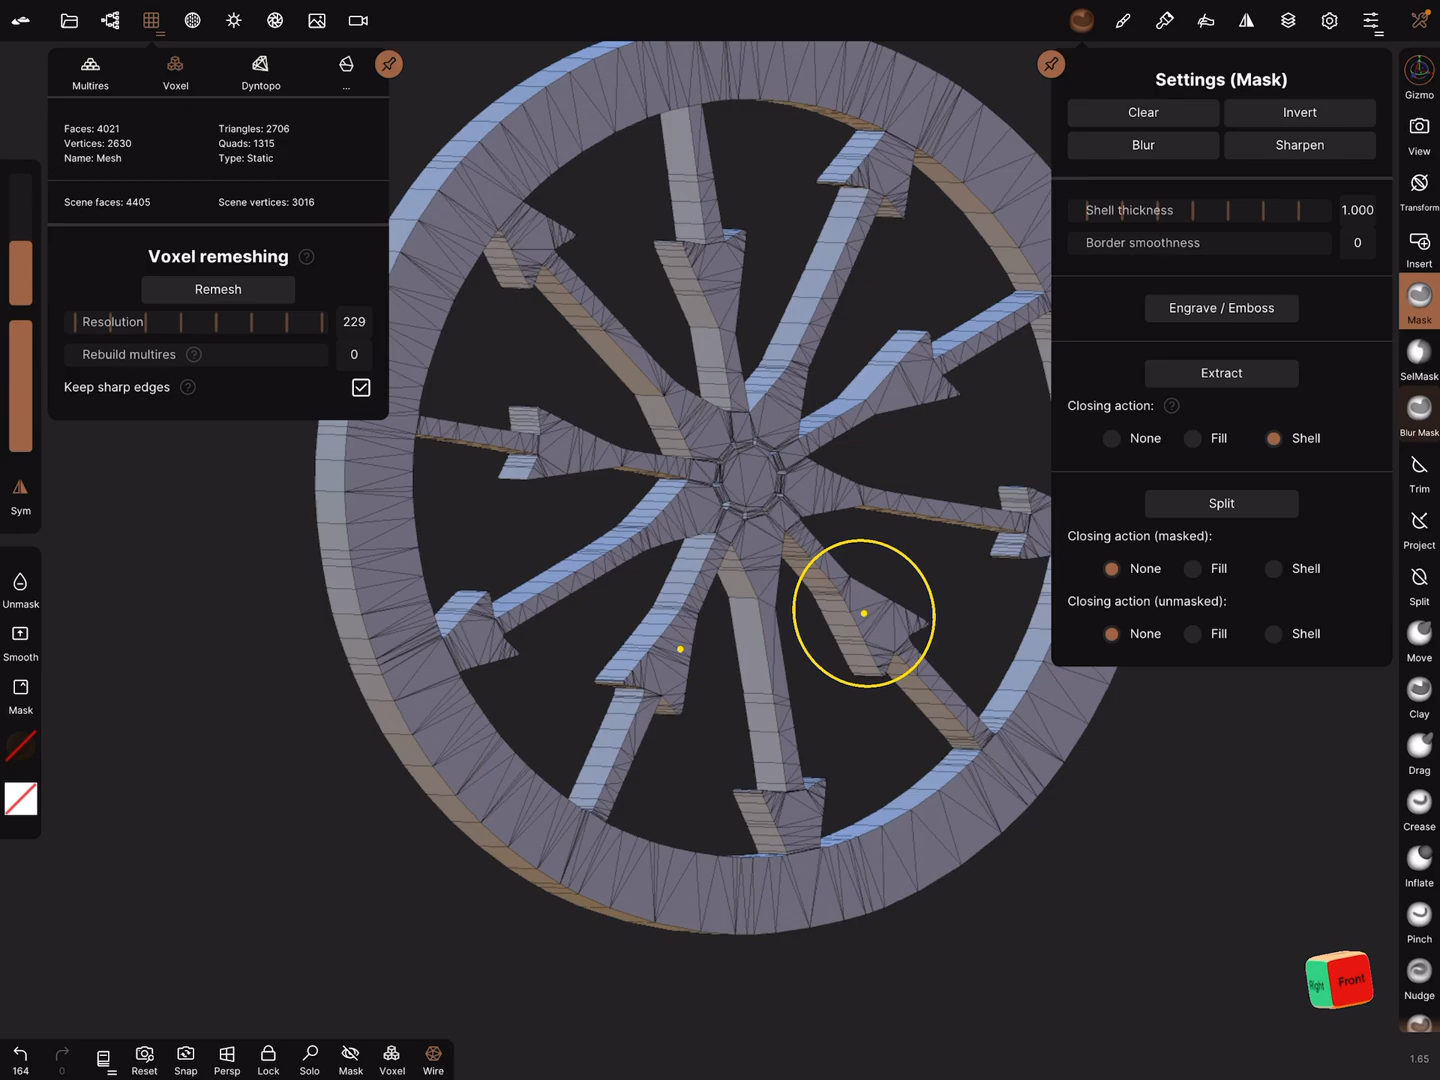 Multires
Voxel
Dyntopo
...
Faces: 4021
Triangles: 2706
Vertices: 2630
Quads: 1315
Name: Mesh
Type: Static
Scene faces: 4405
Scene vertices: 3016
Voxel remeshing ?
Remesh
Resolution 229
Rebuild multires ? 0
Keep sharp edges ?
Sym
Unmask
Smooth
Mask
Settings (Mask)
Clear
Invert
Blur
Sharpen
Shell thickness 1.000
Border smoothness 0
Engrave / Emboss
Extract
Closing action: ?
None
Fill
Shell
Split
Closing action (masked):
None
Fill
Shell
Closing action (unmasked):
None
Fill
Shell
Gizmo
View
Transform
Insert
Mask
SelMask
Blur Mask
Trim
Project
Split
Move
Clay
Drag
Crease
Inflate
Pinch
Nudge
Right
Front
164
0
Reset
Snap
Persp
Lock
Solo
Mask
Voxel
Wire
1.65